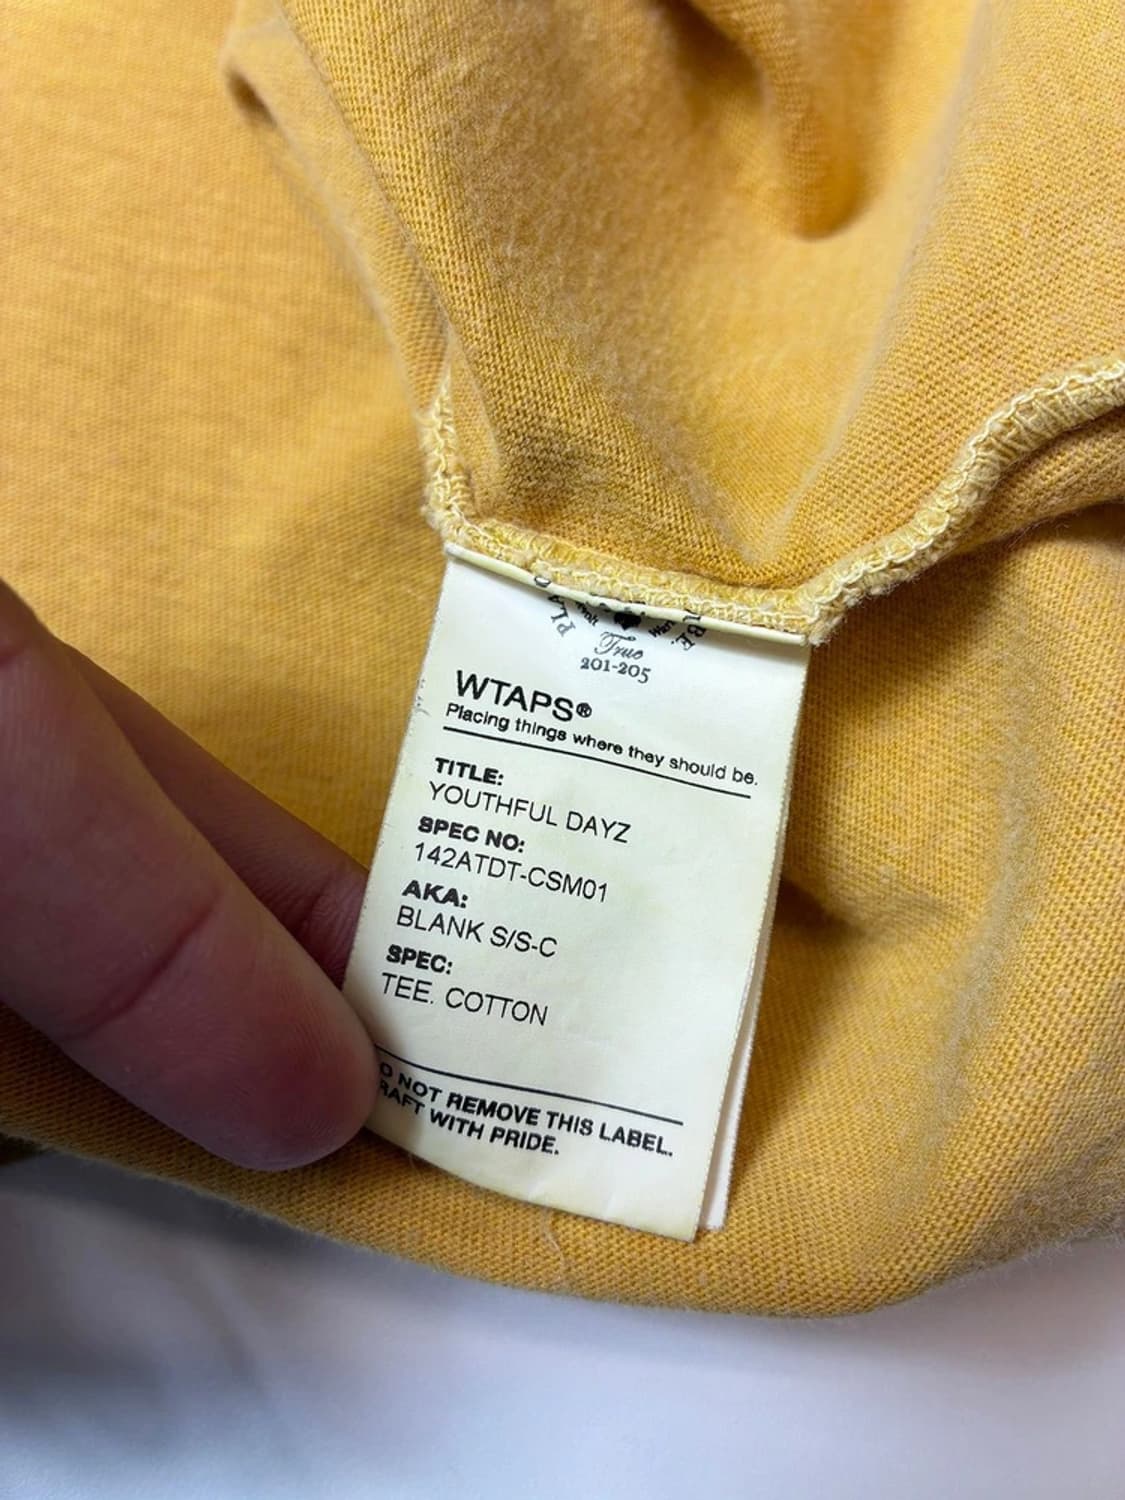 True
201-205
WTAPS®
Placing things where they should be.
TITLE:
YOUTHFUL DAYZ
SPEC NO:
142ATDT-CSM01
AKA:
BLANK S/S-C
SPEC:
TEE. COTTON
O NOT REMOVE THIS LABEL.
RAFT WITH PRIDE.